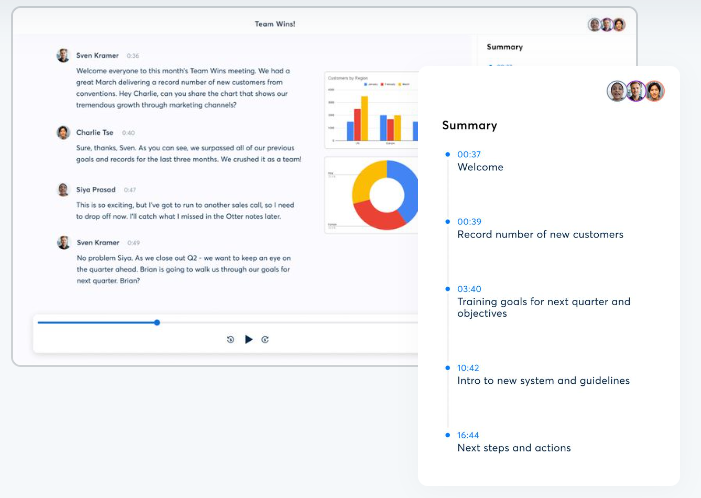 Team Wins!
Sven Kramer 0:36
Welcome everyone to this month's Team Wins meeting. We had a
great March delivering a record number of new customers from
conventions. Hey Charlie, can you share the chart that shows our
tremendous growth through marketing channels?
Charlie Tse 0:40
Sure, thanks, Sven. As you can see, we surpassed all of our previous
goals and records for the last three months. We crushed it as a team!
Siya Prasad 0:47
This is so exciting, but I've got to run to another sales call, so I need
to drop off now. I'll catch what I missed in the Otter notes later.
Sven Kramer 0:49
No problem Siya. As we close out Q2 - we want to keep an eye on
the quarter ahead. Brian is going to walk us through our goals for
next quarter. Brian?
Customers by Region
Summary
Summary
00:37
Welcome
00:39
Record number of new customers
03:40
Training goals for next quarter and
objectives
10:42
Intro to new system and guidelines
16:44
Next steps and actions